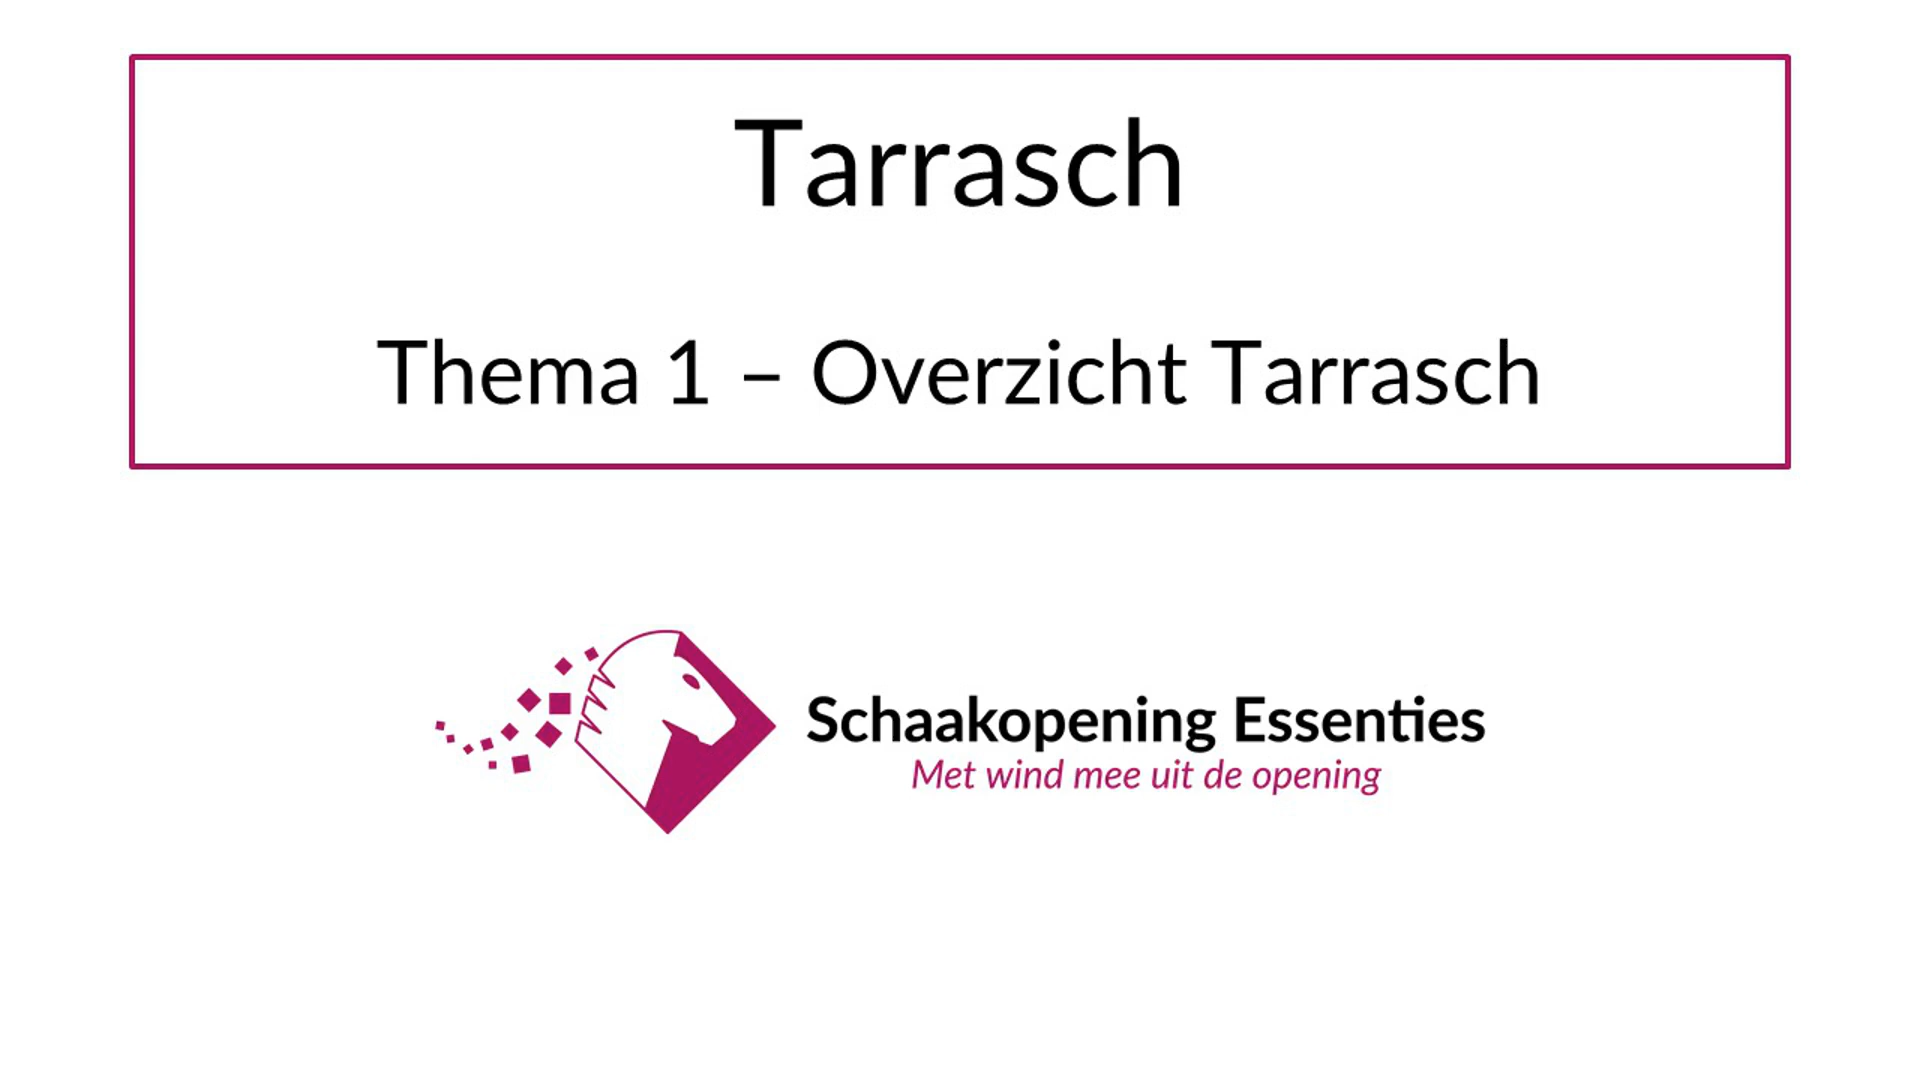 Tarrasch
Thema 1 – Overzicht Tarrasch
Schaakopening Essenties
Met wind mee uit de opening